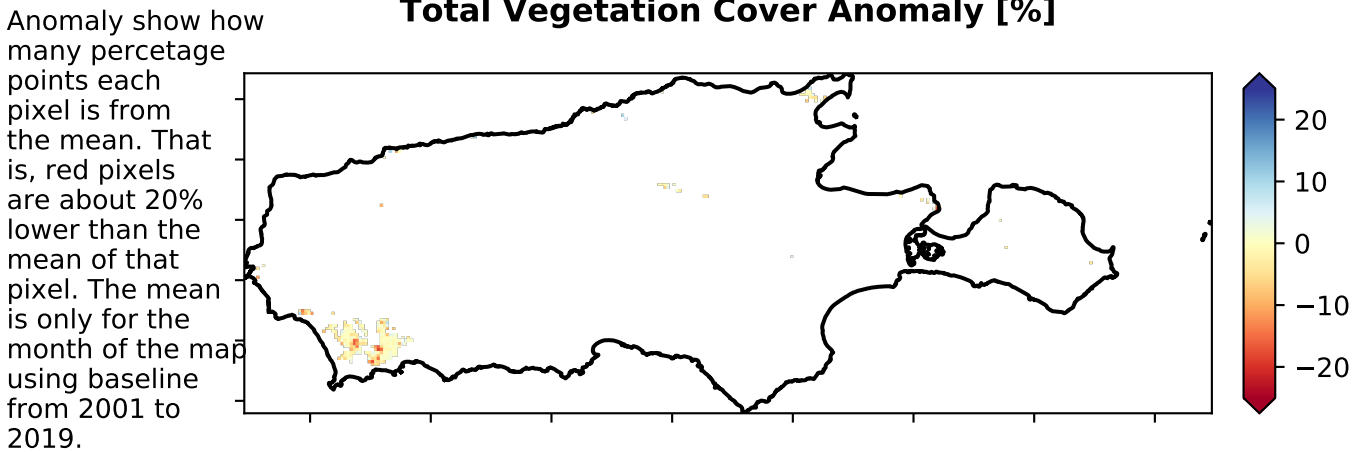 Total Vegetation Cover Anomaly [%]
Anomaly show how
many percetage
points each
pixel is from
the mean. That
is, red pixels
are about 20%
lower than the
mean of that
pixel. The mean
is only for the
month of the map
using baseline
from 2001 to
2019.
20
10
0
−10
−20